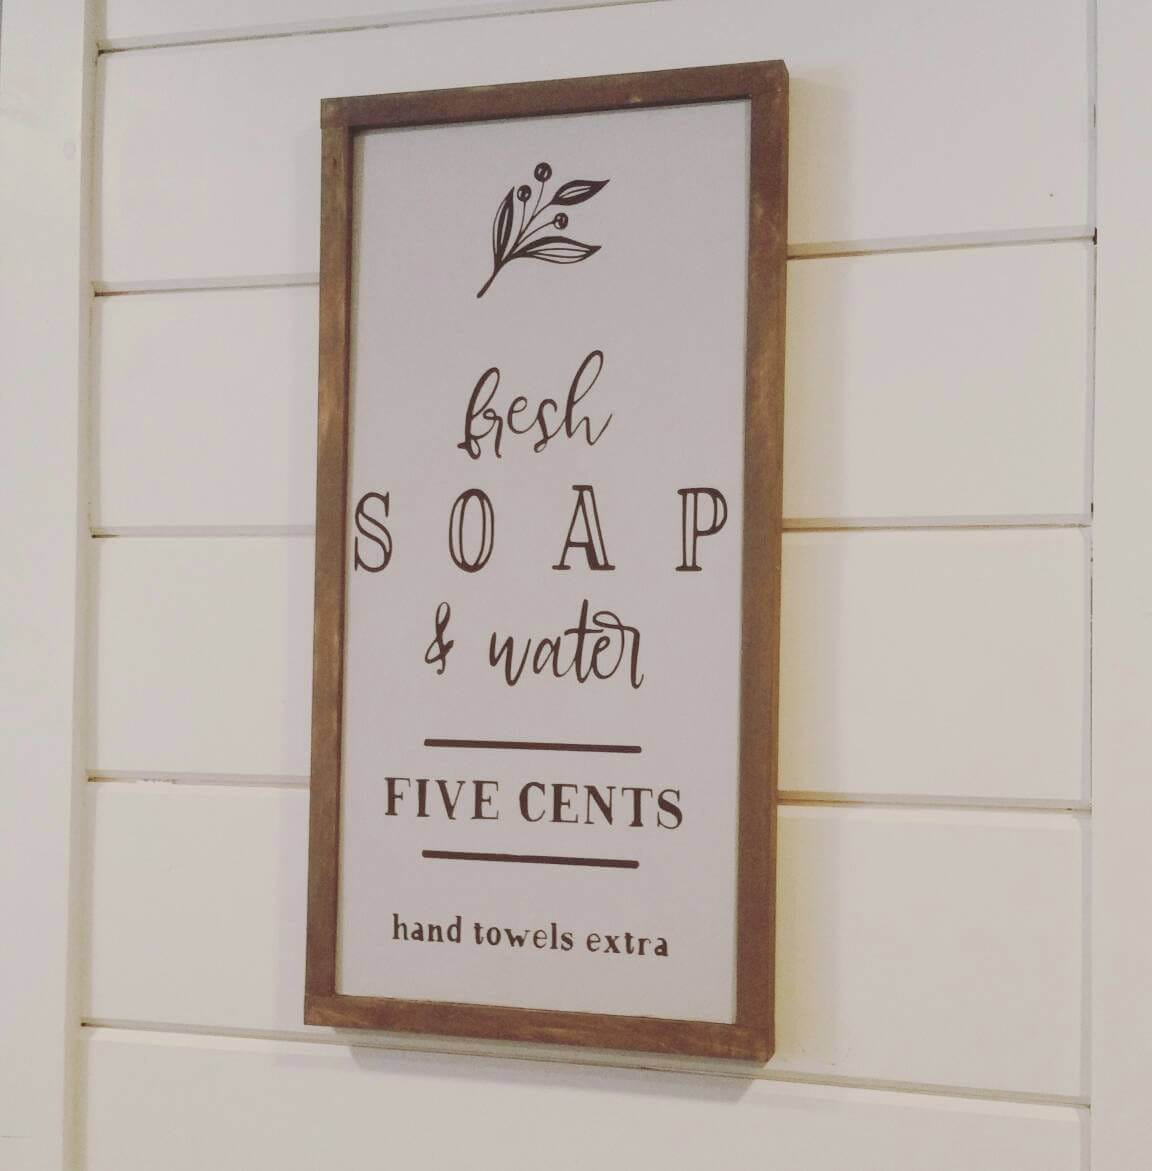 fresh
SOAP
& water
FIVE CENTS
hand towels extra